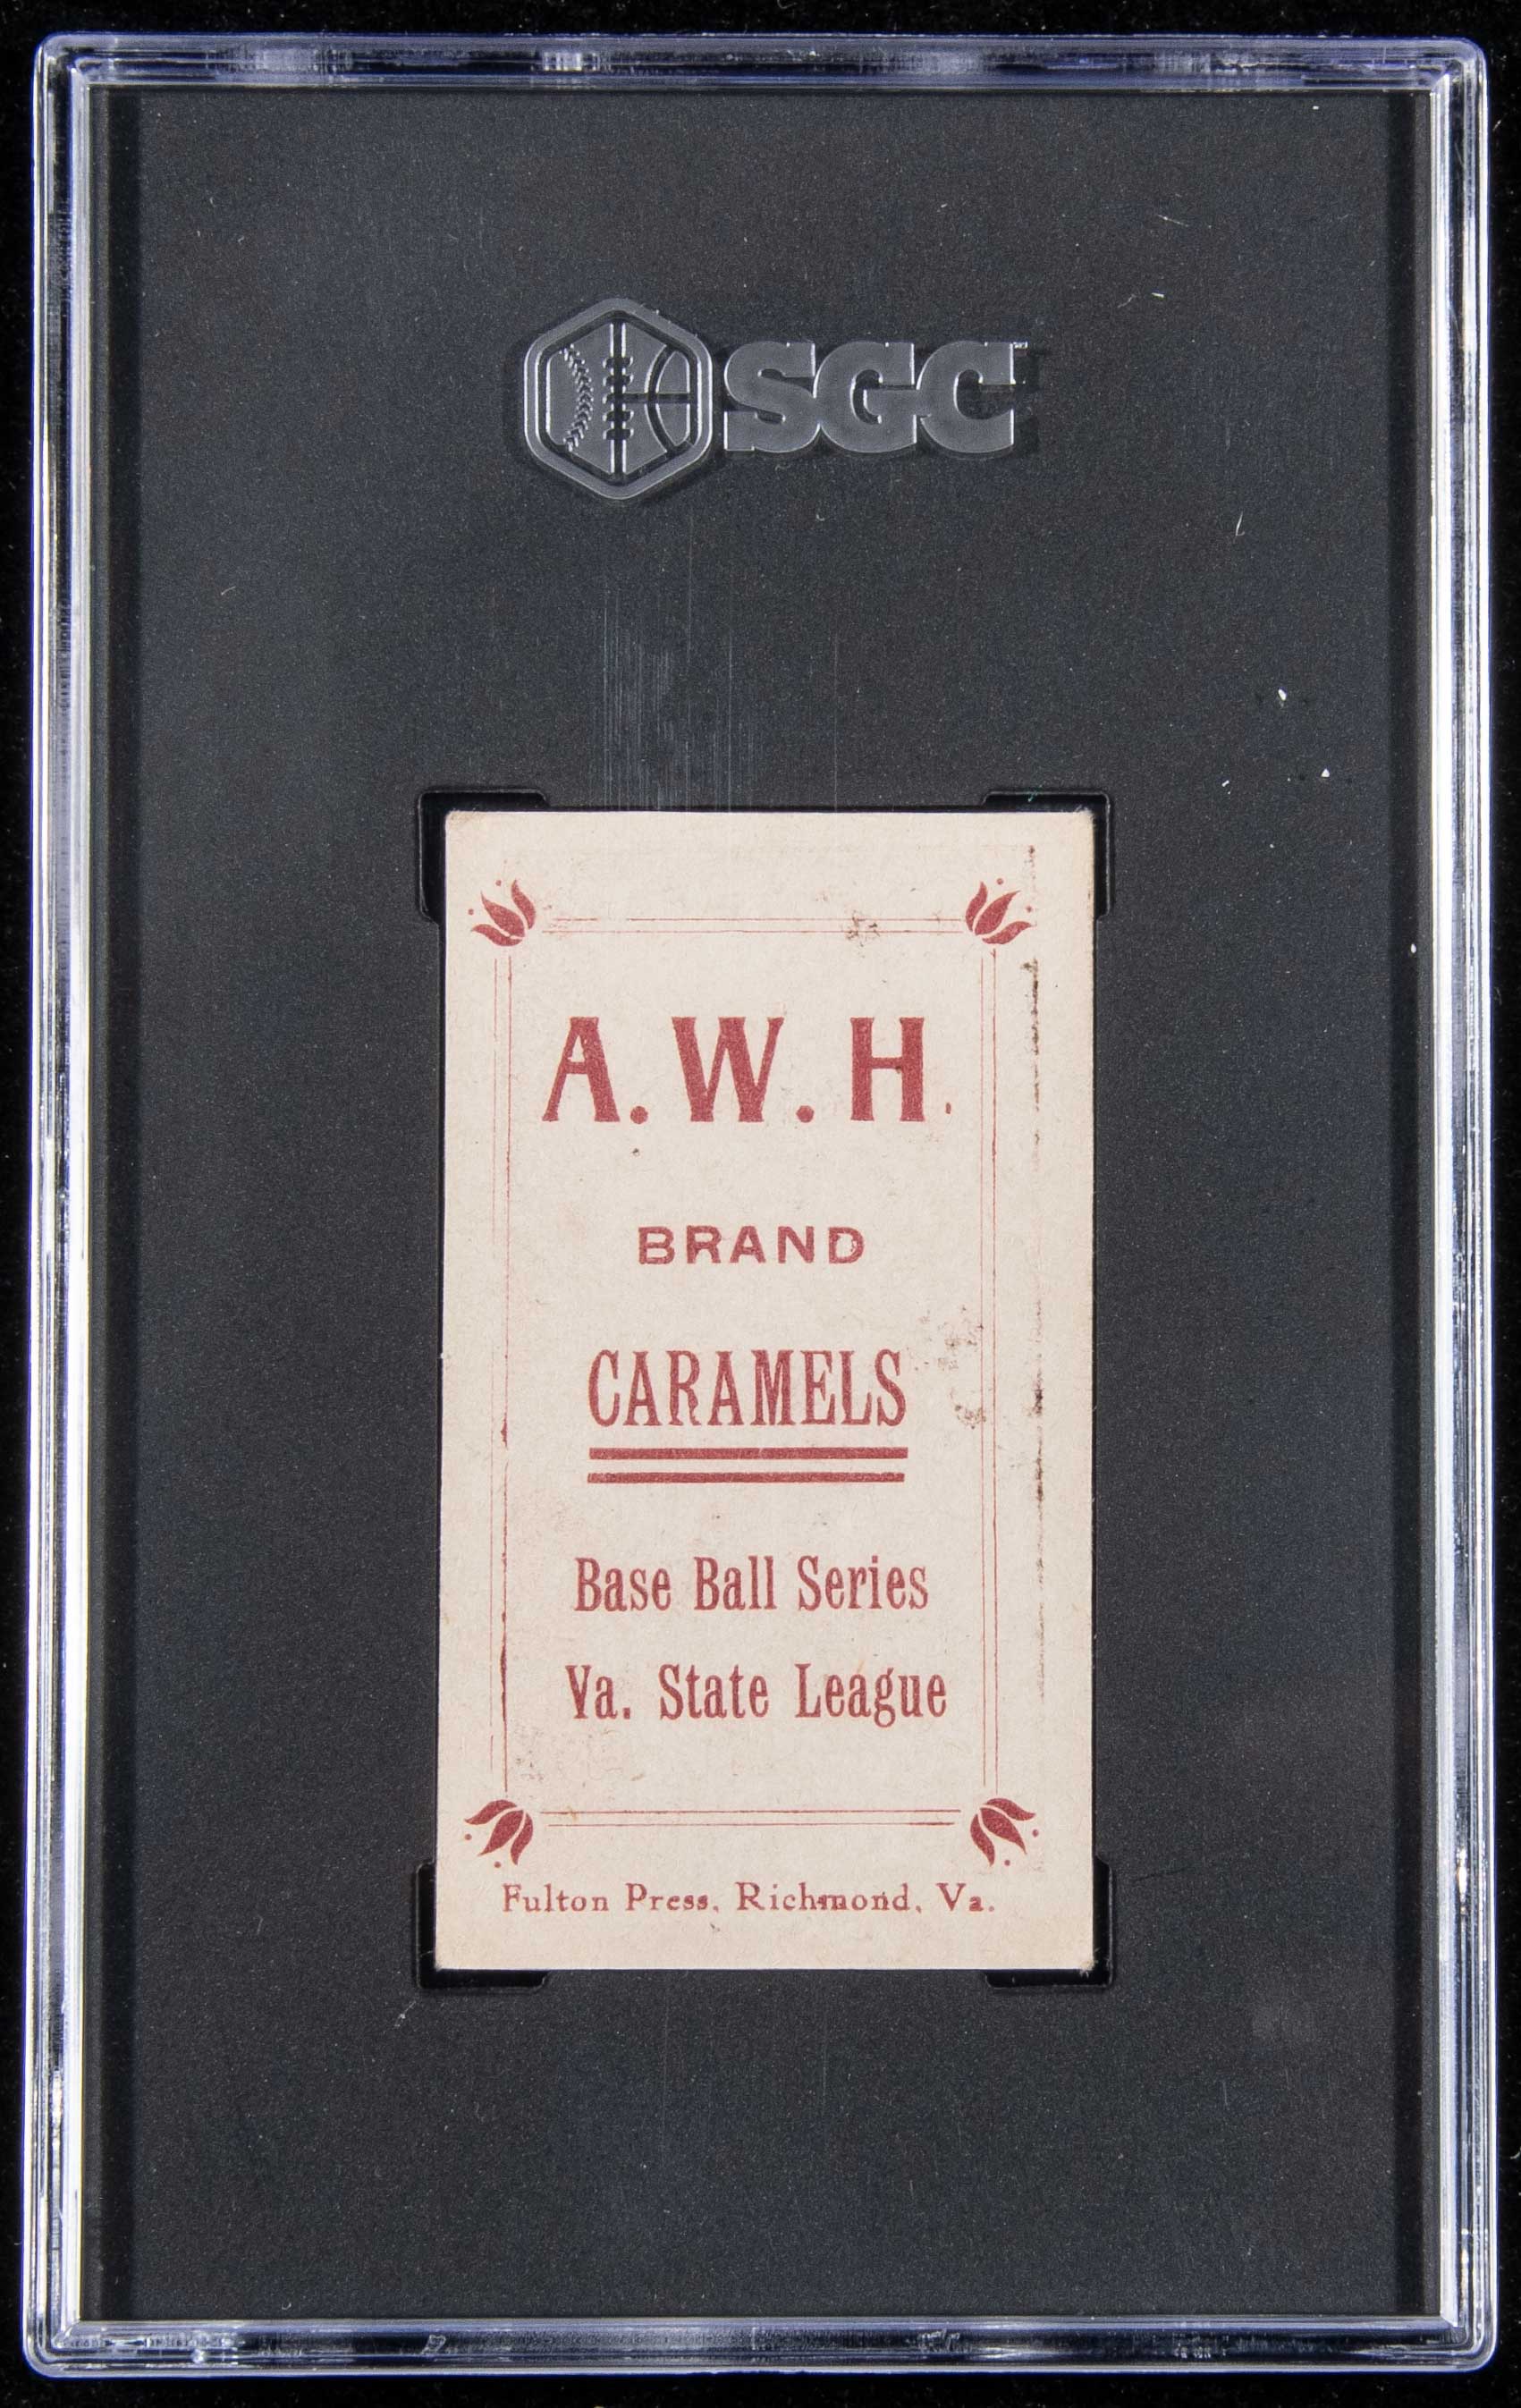 SGC
A. W. H.
BRAND
CARAMELS
Base Ball Series
Va. State League
Fulton Press, Richmond, Va.